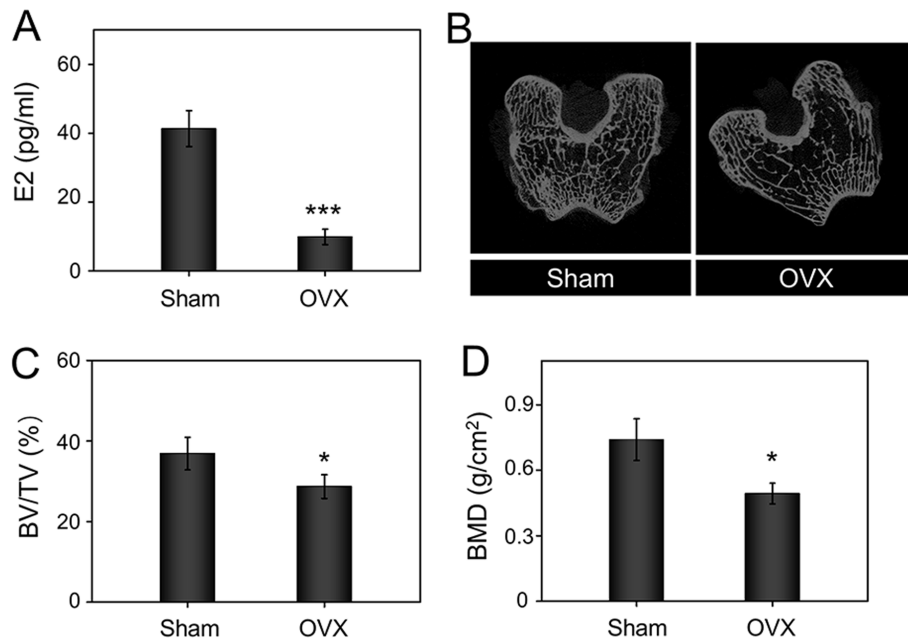 A
E2 (pg/ml)
60
40
20
0
***
Sham OVX
B
Sham OVX
C
BV/TV (%)
60
40
20
0
*
Sham OVX
D
BMD (g/cm²)
0.9
0.6
0.3
0
*
Sham OVX